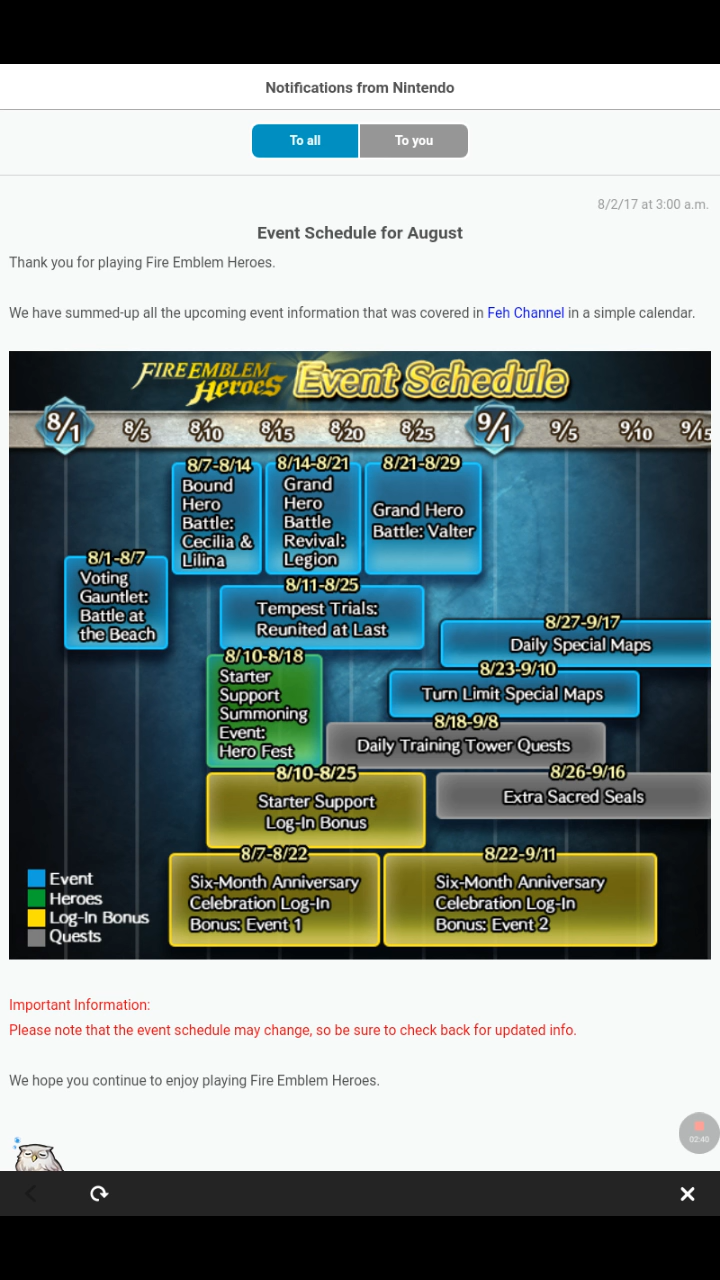 Notifications from Nintendo
To all
To you
8/2/17 at 3:00 a.m.
Event Schedule for August
Thank you for playing Fire Emblem Heroes.
We have summed-up all the upcoming event information that was covered in Feh Channel in a simple calendar.
FIRE EMBLEM
Heroes
Event Schedule
8/1 8/5 8/10 8/15 8/20 8/25 9/1 9/5 9/10 9/15
8/7-8/14
Bound
Hero
Battle:
Cecilia &
Lilina
8/14-8/21
Grand
Hero
Battle
Revival:
Legion
8/21-8/29
Grand Hero
Battle: Valter
8/1-8/7
Voting
Gauntlet:
Battle at
the Beach
8/11-8/25
Tempest Trials:
Reunited at Last
8/27-9/17
Daily Special Maps
8/10-8/18
Starter
Support
Summoning
Event:
Hero Fest
8/23-9/10
Turn Limit Special Maps
8/18-9/8
Daily Training Tower Quests
8/10-8/25
Starter Support
Log-In Bonus
8/26-9/16
Extra Sacred Seals
8/7-8/22
Six-Month Anniversary
Celebration Log-In
Bonus: Event 1
8/22-9/11
Six-Month Anniversary
Celebration Log-In
Bonus: Event 2
Event
Heroes
Log-In Bonus
Quests
Important Information:
Please note that the event schedule may change, so be sure to check back for updated info.
We hope you continue to enjoy playing Fire Emblem Heroes.
02:40